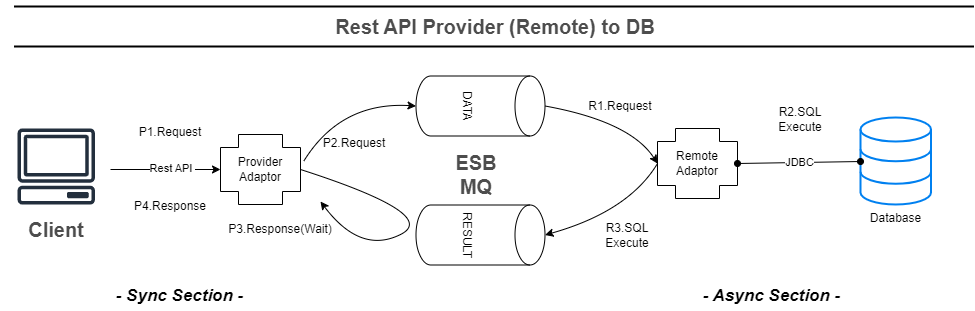 Rest API Provider (Remote) to DB
P1.Request
Rest API
P4.Response
Client
Provider
Adaptor
P2.Request
P3.Response(Wait)
DATA
ESB
MQ
RESULT
R1.Request
Remote
Adaptor
R3.SQL
Execute
R2.SQL
Execute
JDBC
Database
- Sync Section -
- Async Section -